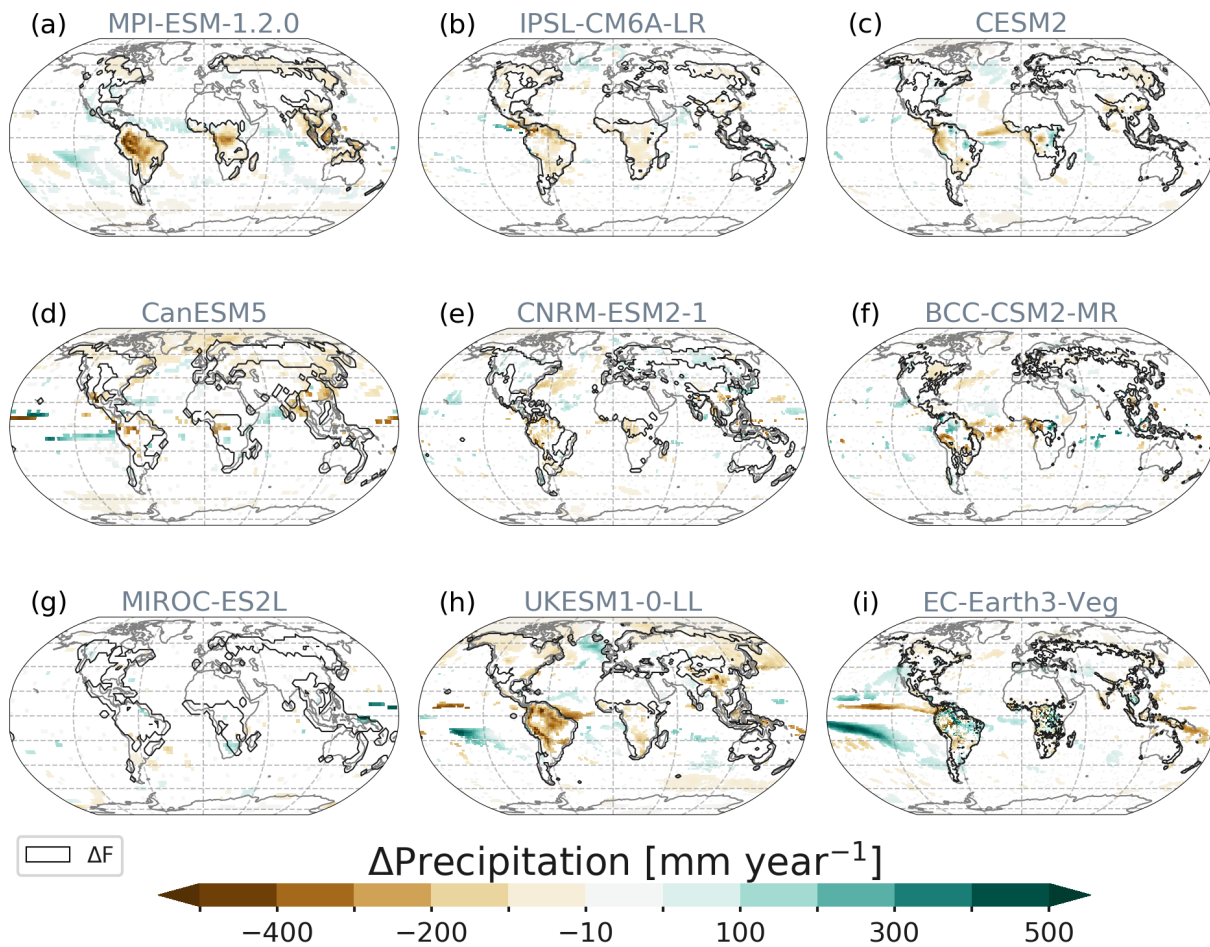 (a) MPI-ESM-1.2.0
(b) IPSL-CM6A-LR
(c) CESM2
(d) CanESM5
(e) CNRM-ESM2-1
(f) BCC-CSM2-MR
(g) MIROC-ES2L
(h) UKESM1-0-LL
(i) EC-Earth3-Veg
ΔF
ΔPrecipitation [mm year⁻¹]
−400 −200 −10 100 300 500